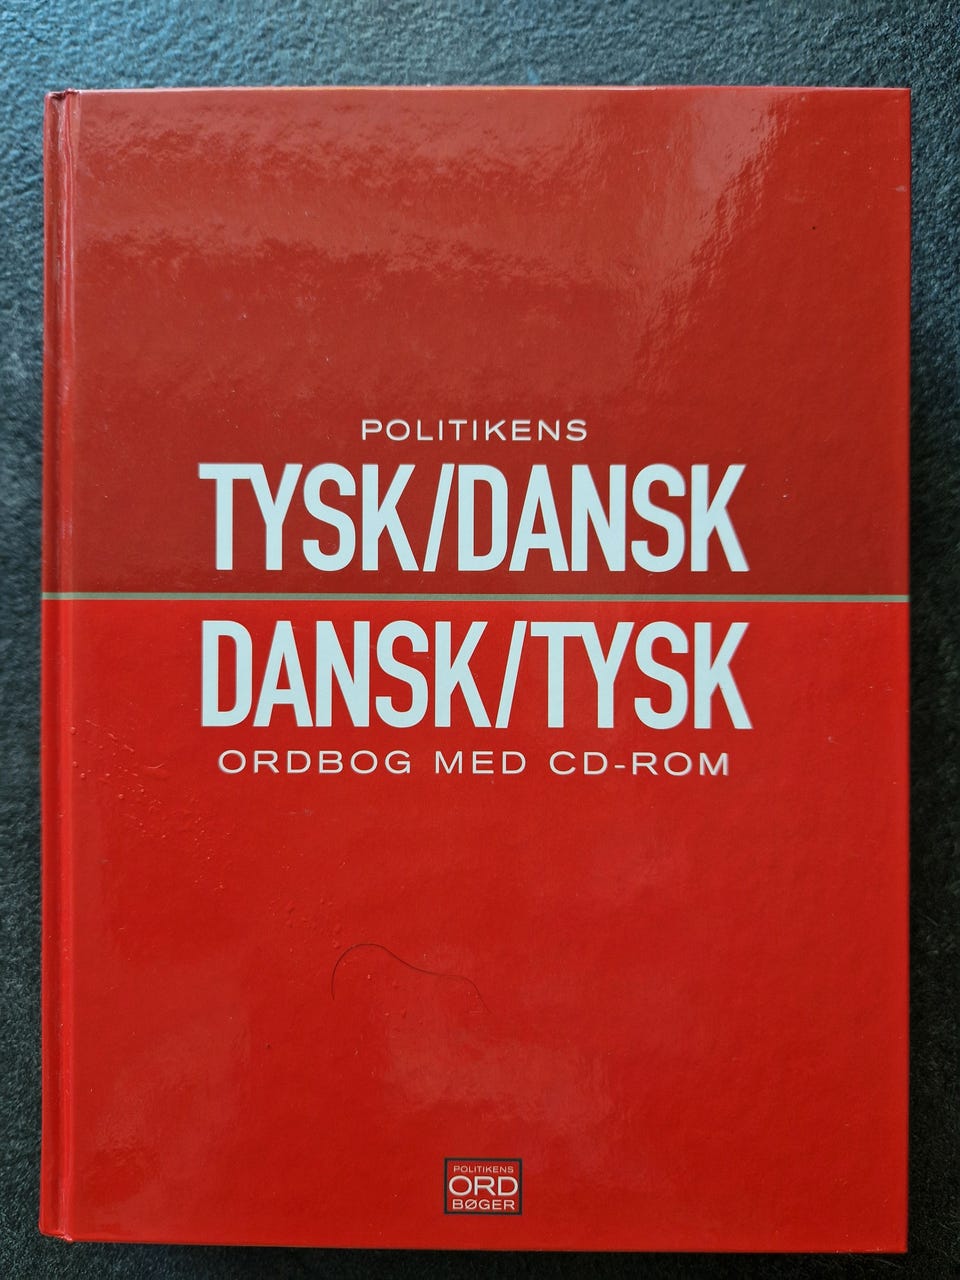 POLITIKENS
TYSK/DANSK
DANSK/TYSK
ORDBOG MED CD-ROM
POLITIKENS
ORD
BØGER